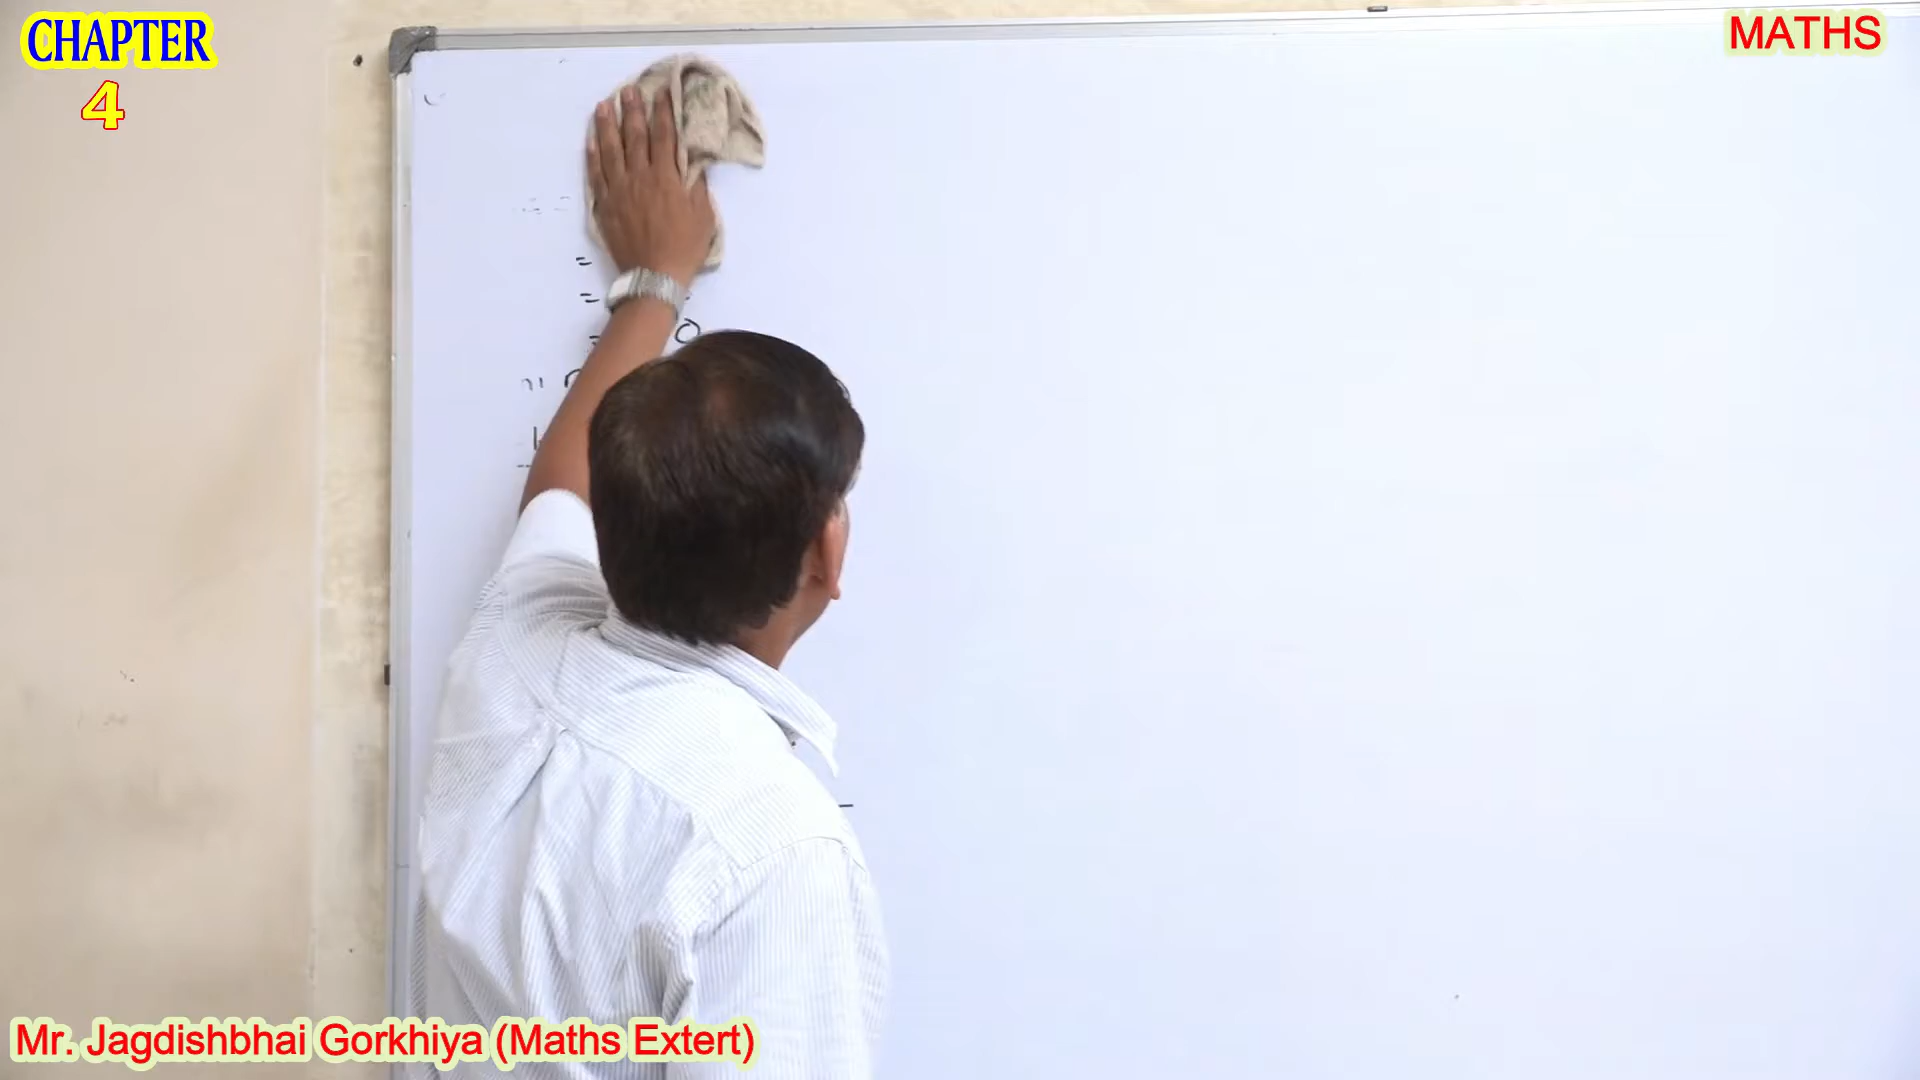 CHAPTER
4
MATHS
=
=
=
Mr. Jagdishbhai Gorkhiya (Maths Extert)